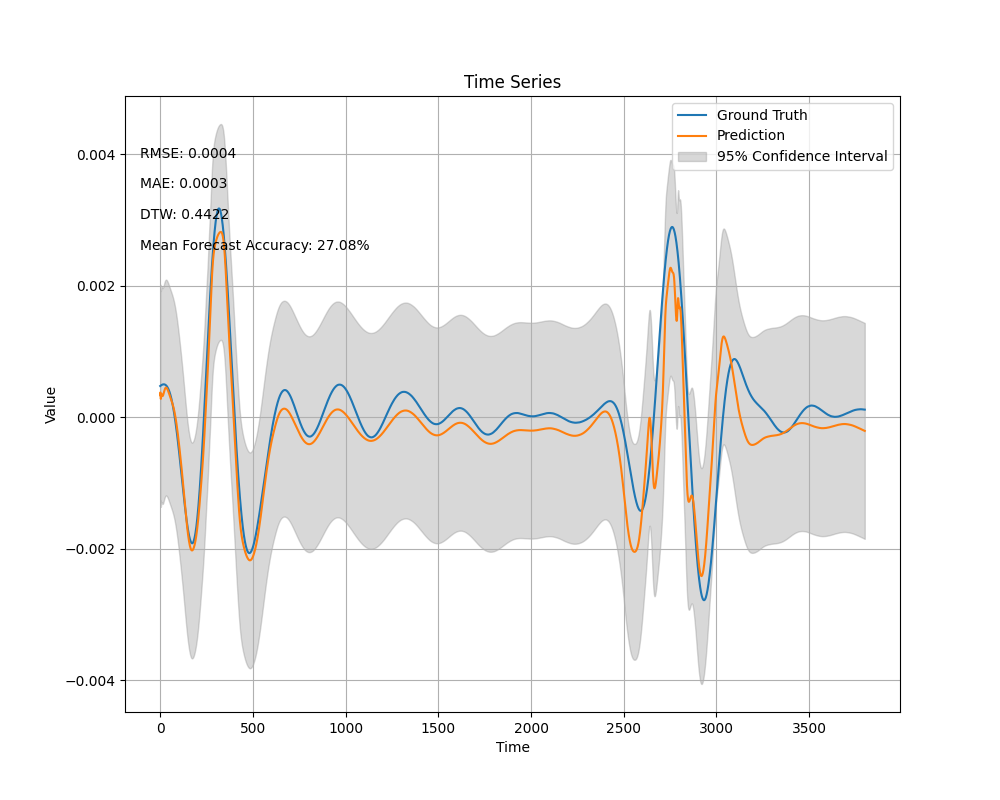 Time Series
Ground Truth
Prediction
95% Confidence Interval
RMSE: 0.0004
MAE: 0.0003
DTW: 0.4422
Mean Forecast Accuracy: 27.08%
Value
0.004
0.002
0.000
−0.002
−0.004
0 500 1000 1500 2000 2500 3000 3500
Time